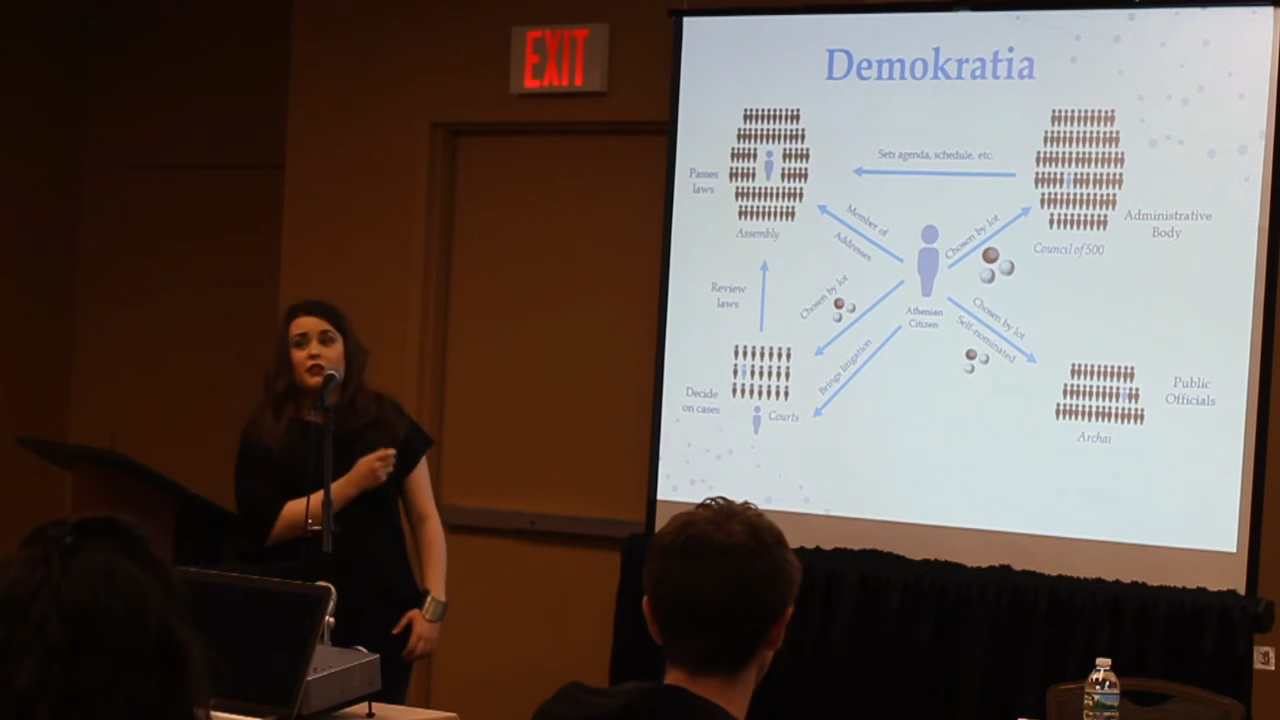 EXIT
Demokratia
Sets agenda, schedule, etc.
Passes
laws
Assembly
Member of
Addresses
Chosen by lot
Administrative
Body
Council of 500
Review
laws
Chosen by lot
Athenian
Citizen
Chosen by lot
Self-nominated
Brings litigation
Decide
on cases
Courts
Public
Officials
Archai